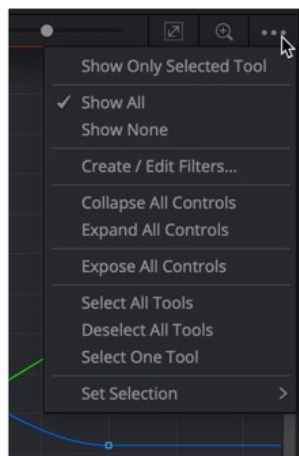 Show Only Selected Tool
Show All
Show None
Create / Edit Filters...
Collapse All Controls
Expand All Controls
Expose All Controls
Select All Tools
Deselect All Tools
Select One Tool
Set Selection